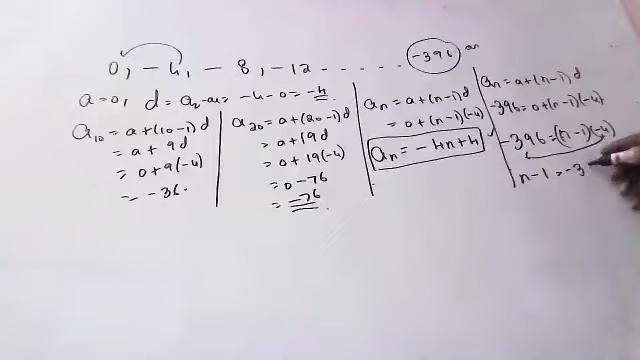 0, -4, -8, -12 ..... -396 an
a=0, d= a2-a1= -4-0= -4
a10= a+(10-1)d
= a+9d
= 0+9(-4)
= -36.
a20= a+(20-1)d
= a+19d
= 0+19(-4)
= 0-76
= -76
an= a+(n-1)d
= 0+(n-1)(-4)
an= -4n+4
an= a+(n-1)d
-396= 0+(n-1)(-4)
-396=(n-1)(-4)
n-1=-3